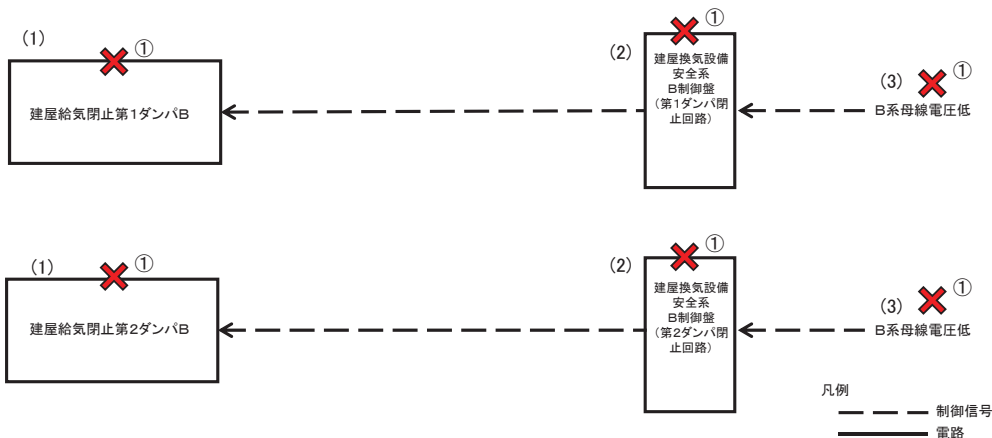 (1)
①
建屋給気閉止第1ダンパB
(2)
①
建屋換気設備
安全系
B制御盤
(第1ダンパ閉
止回路)
(3)
①
B系母線電圧低
(1)
①
建屋給気閉止第2ダンパB
(2)
①
建屋換気設備
安全系
B制御盤
(第2ダンパ閉
止回路)
(3)
①
B系母線電圧低
凡例
制御信号
電路